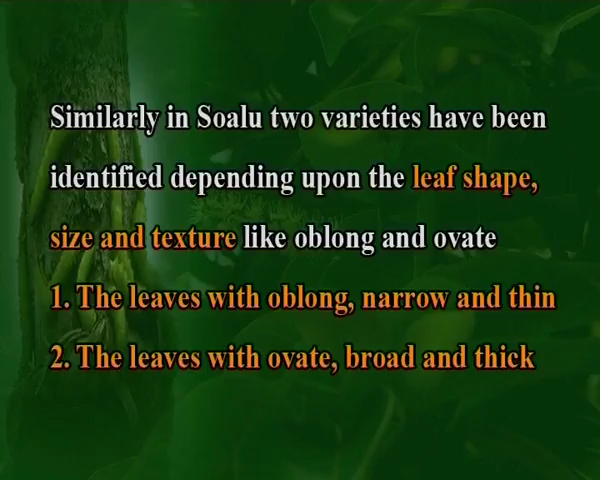 Similarly in Soalu two varieties have been
identified depending upon the leaf shape,
size and texture like oblong and ovate
1. The leaves with oblong, narrow and thin
2. The leaves with ovate, broad and thick